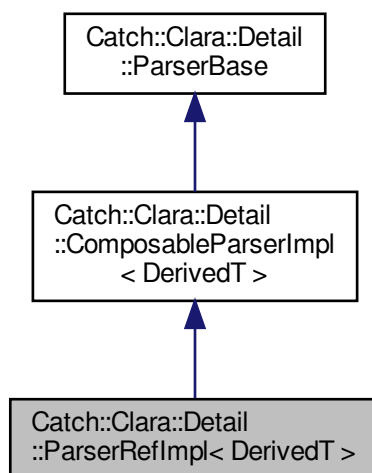 Catch::Clara::Detail
::ParserBase
Catch::Clara::Detail
::ComposableParserImpl
< DerivedT >
Catch::Clara::Detail
::ParserRefImpl< DerivedT >